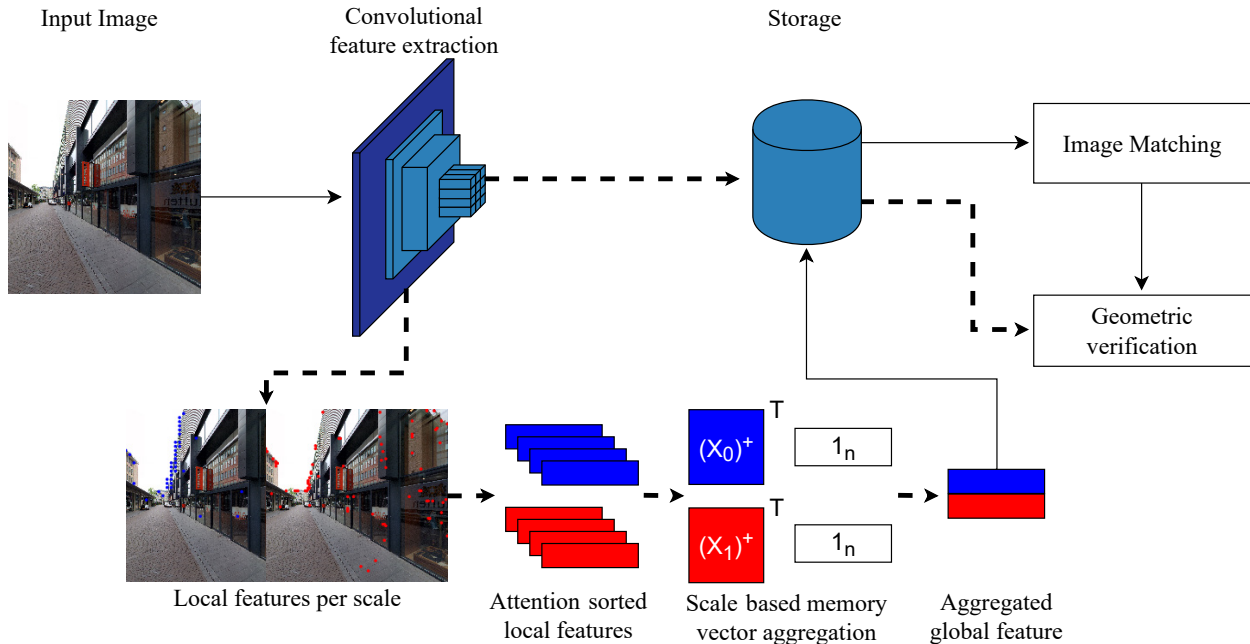 Input Image
Convolutional
feature extraction
Storage
Image Matching
Geometric
verification
(X₀)⁺ T
1ₙ
(X₁)⁺ T
1ₙ
Local features per scale
Attention sorted
local features
Scale based memory
vector aggregation
Aggregated
global feature